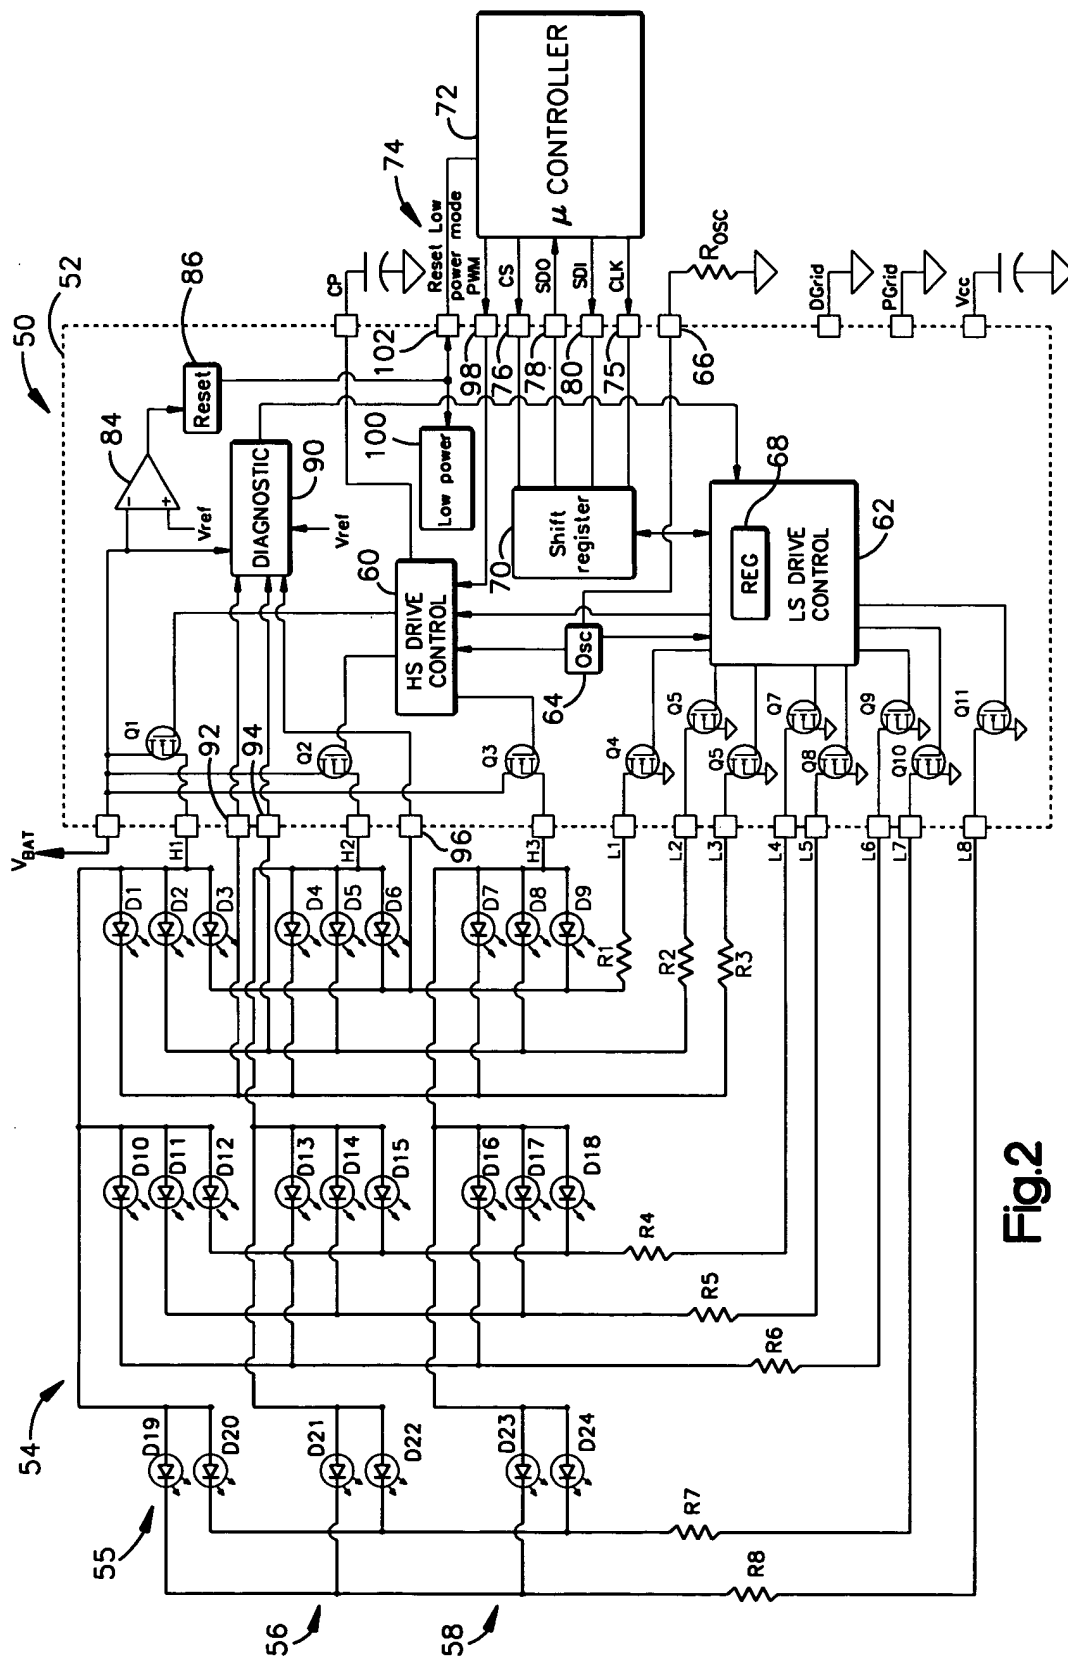 50
52
84
86
Reset
VBAT
Vref
DIAGNOSTIC
90
Vref
92
94
96
Q1
Q2
Q3
60
HS DRIVE
CONTROL
100
Low power
CP
102
Reset Low
power mode
74
72
μ CONTROLLER
PWM
CS
SDO
SDI
CLK
98
76
78
80
75
66
ROSC
70
Shift
register
64
Osc
68
REG
LS DRIVE
CONTROL
62
DGrid
PGrid
Vcc
Q4
Q5
Q5
Q7
Q8
Q9
Q10
Q11
H1
H2
H3
L1
L2
L3
L4
L5
L6
L7
L8
D1
D2
D3
D4
D5
D6
D7
D8
D9
R1
R2
R3
D10
D11
D12
D13
D14
D15
D16
D17
D18
R4
R5
R6
54
D19
D20
D21
D22
D23
D24
R7
R8
55
56
58
Fig.2